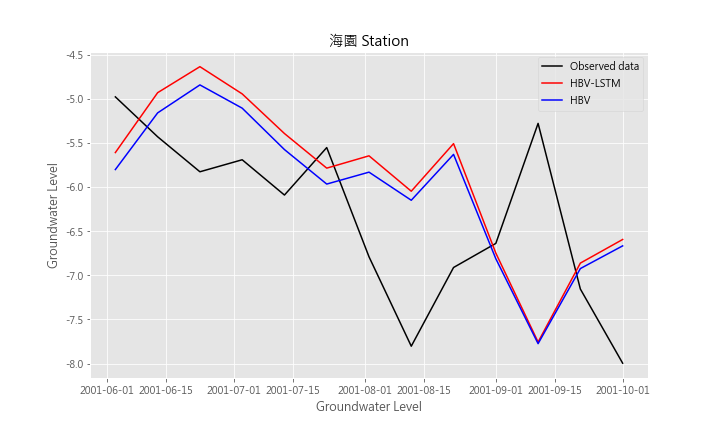 海園 Station
Observed data
HBV-LSTM
HBV
Groundwater Level
-4.5
-5.0
-5.5
-6.0
-6.5
-7.0
-7.5
-8.0
2001-06-01 2001-06-15 2001-07-01 2001-07-15 2001-08-01 2001-08-15 2001-09-01 2001-09-15 2001-10-01
Groundwater Level